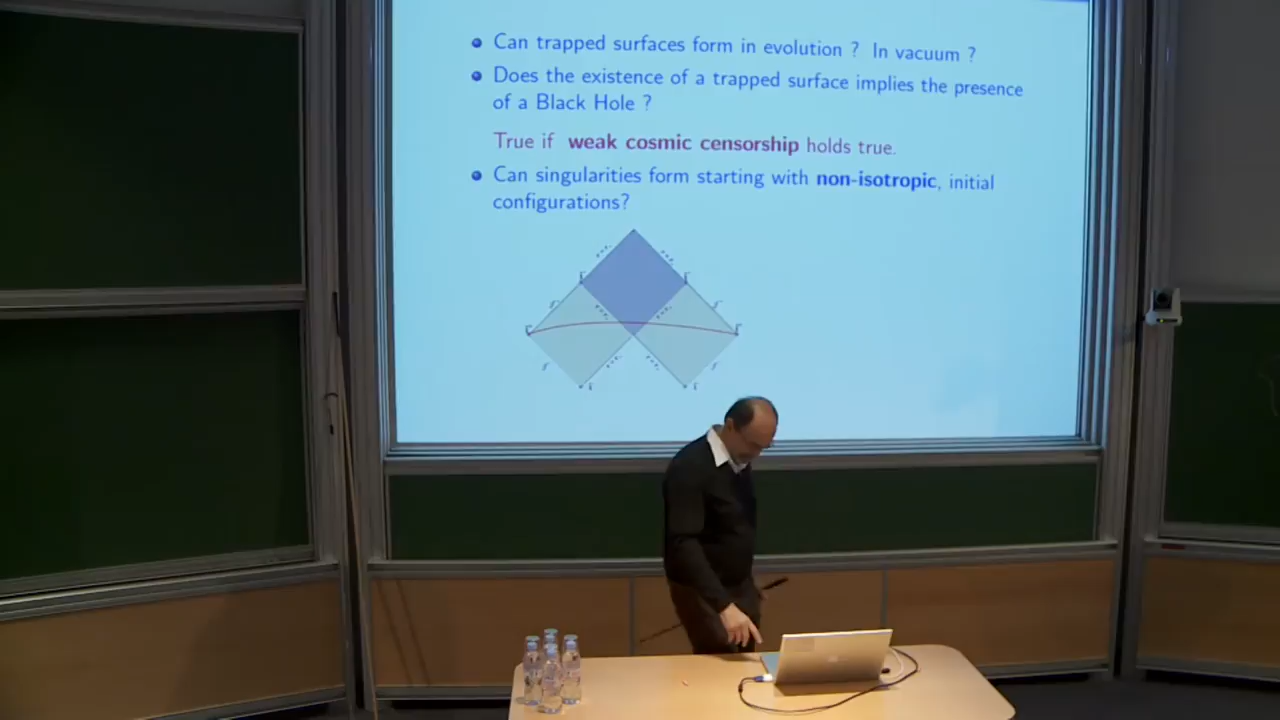 Can trapped surfaces form in evolution ? In vacuum ?
Does the existence of a trapped surface implies the presence
of a Black Hole ?
True if weak cosmic censorship holds true.
Can singularities form starting with non-isotropic, initial
configurations?